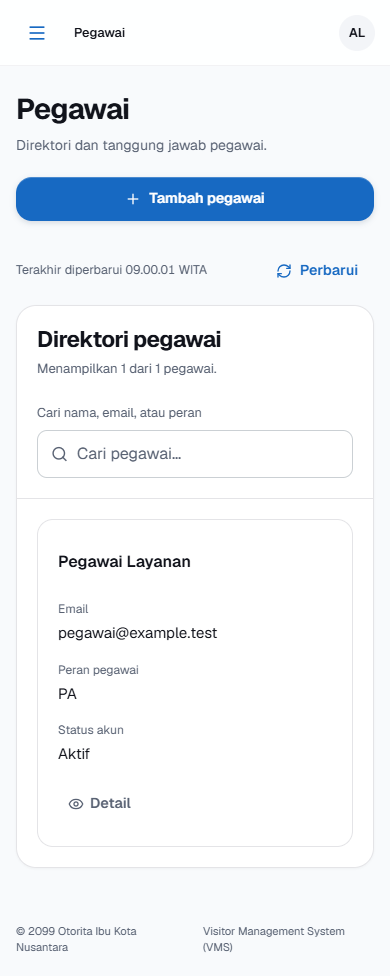 Pegawai
AL
Pegawai
Direktori dan tanggung jawab pegawai.
Tambah pegawai
Terakhir diperbarui 09.00.01 WITA
Perbarui
Direktori pegawai
Menampilkan 1 dari 1 pegawai.
Cari nama, email, atau peran
Cari pegawai...
Pegawai Layanan
Email
pegawai@example.test
Peran pegawai
PA
Status akun
Aktif
Detail
© 2099 Otorita Ibu Kota
Nusantara
Visitor Management System
(VMS)